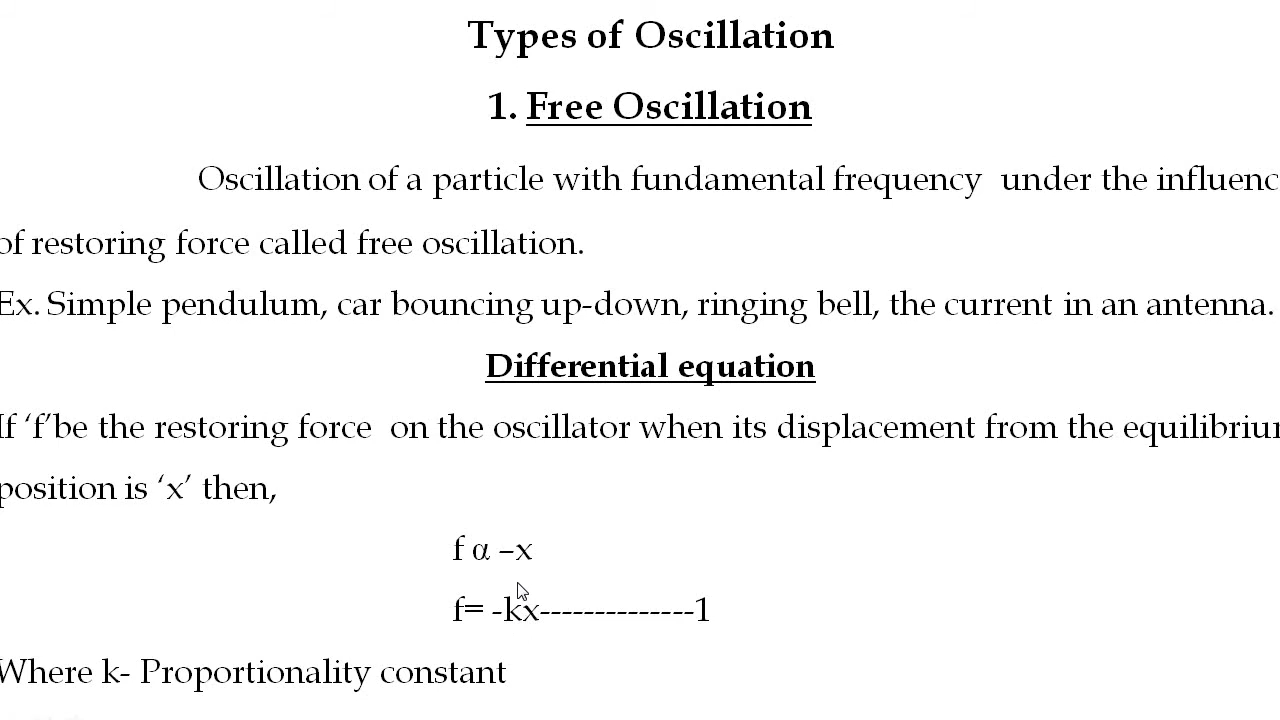 Types of Oscillation
1. Free Oscillation
Oscillation of a particle with fundamental frequency under the influenc
of restoring force called free oscillation.
Ex. Simple pendulum, car bouncing up-down, ringing bell, the current in an antenna.
Differential equation
If ‘f’be the restoring force on the oscillator when its displacement from the equilibriu
position is ‘x’ then,
f α –x
f= -kx--------------1
Where k- Proportionality constant